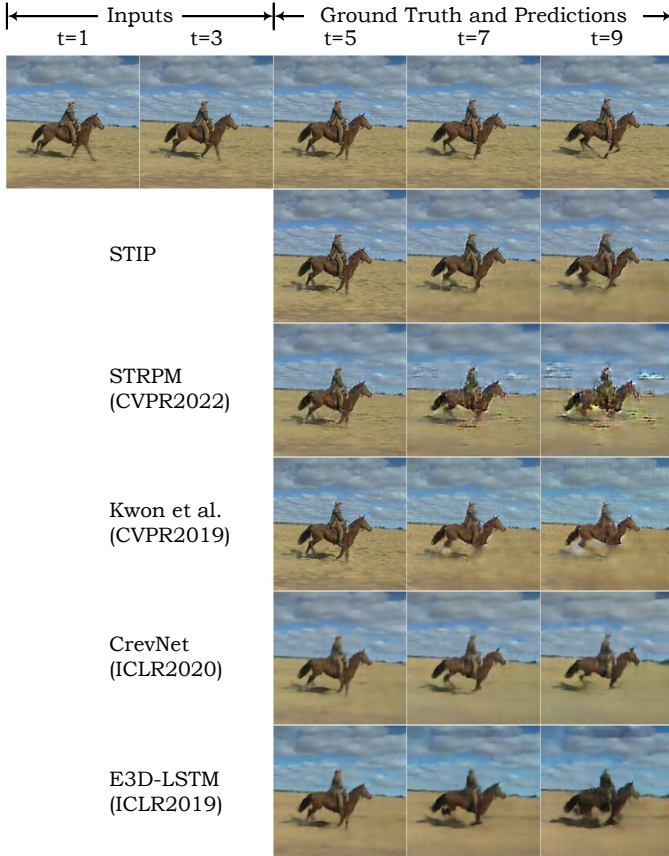 Inputs
Ground Truth and Predictions
t=1
t=3
t=5
t=7
t=9
STIP
STRPM
(CVPR2022)
Kwon et al.
(CVPR2019)
CrevNet
(ICLR2020)
E3D-LSTM
(ICLR2019)